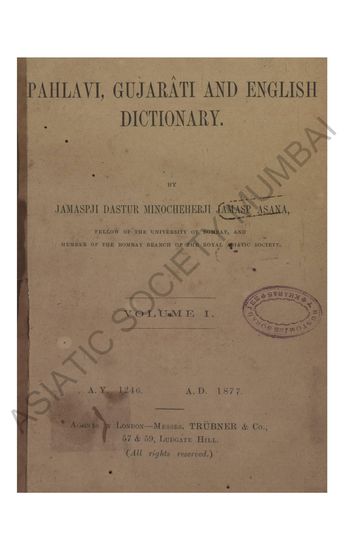 PAHLAVI, GUJARÂTI AND ENGLISH
DICTIONARY.
BY
JAMASPJI DASTUR MINOCHEHERJI JAMASP ASANA,
FELLOW OF THE UNIVERSITY OF BOMBAY, AND
MEMBER OF THE BOMBAY BRANCH OF THE ROYAL ASIATIC SOCIETY.
VOLUME I.
A.Y. 1246. A.D. 1877.
AGENTS IN LONDON—MESSRS. TRÜBNER & CO.,
57 & 59, LUDGATE HILL.
(All rights reserved.)
ASIATIC SOCIETY MUMBAI